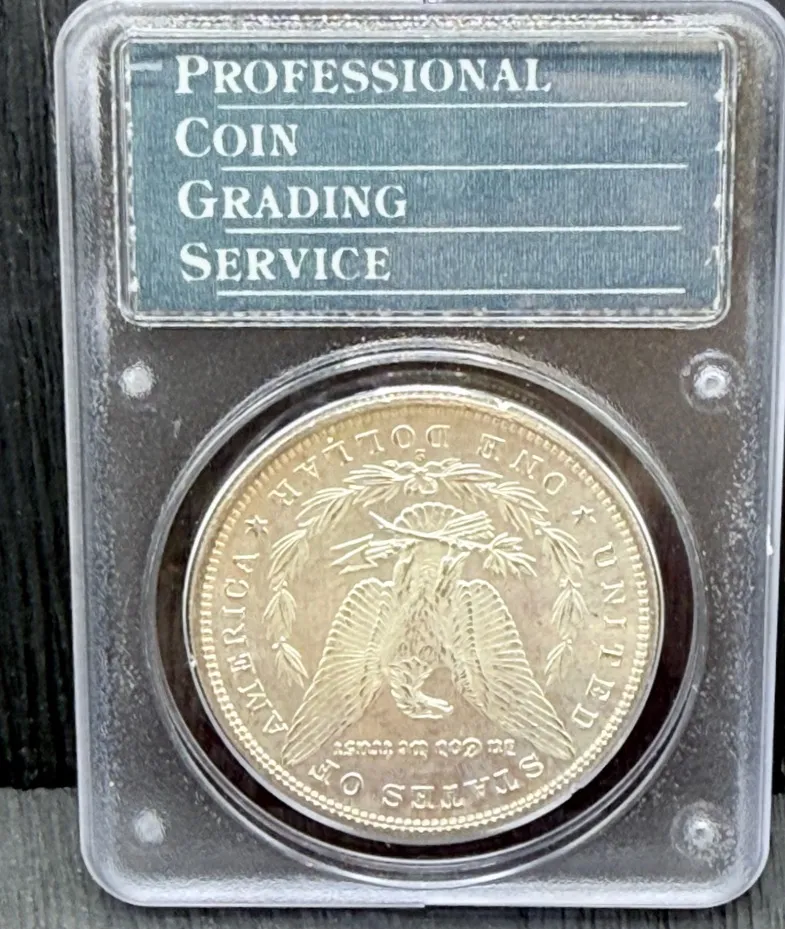 PROFESSIONAL
COIN
GRADING
SERVICE
UNITED STATES OF AMERICA
In God we trust
ONE DOLLAR
S